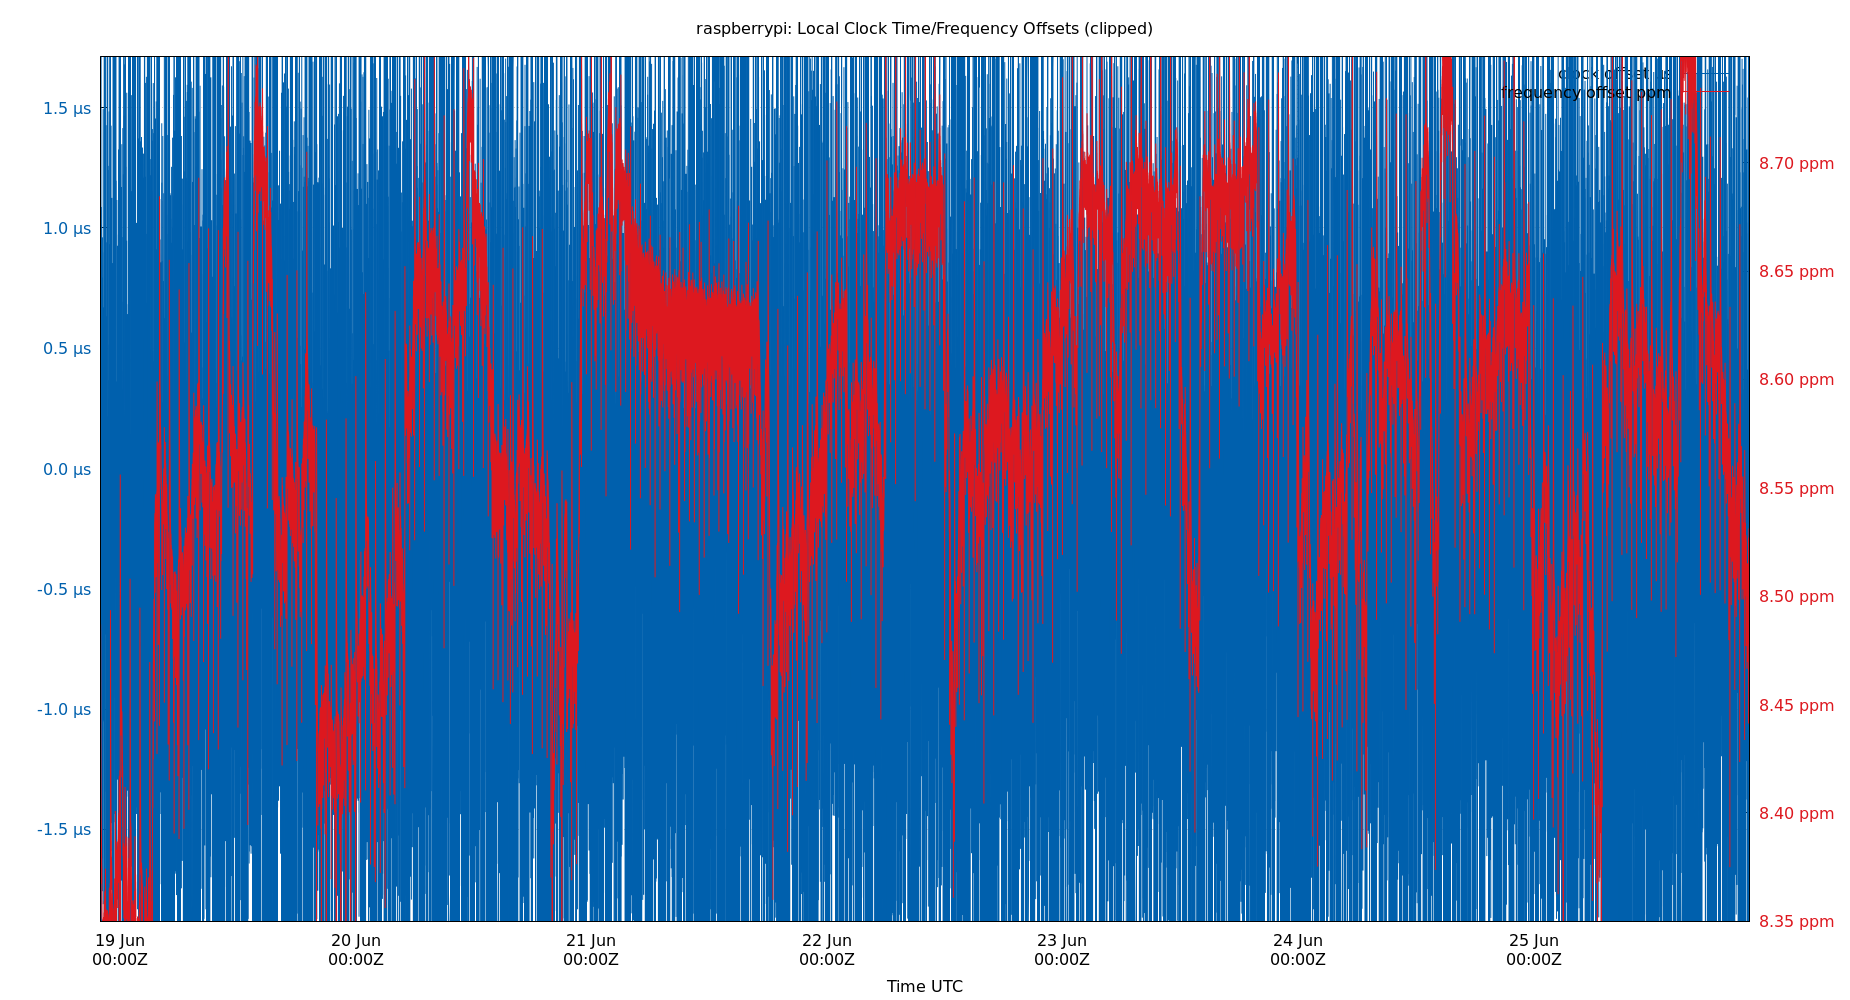 raspberrypi: Local Clock Time/Frequency Offsets (clipped)
clock offset µs
frequency offset ppm
1.5 µs
1.0 µs
0.5 µs
0.0 µs
-0.5 µs
-1.0 µs
-1.5 µs
8.70 ppm
8.65 ppm
8.60 ppm
8.55 ppm
8.50 ppm
8.45 ppm
8.40 ppm
8.35 ppm
19 Jun 20 Jun 21 Jun 22 Jun 23 Jun 24 Jun 25 Jun
00:00Z 00:00Z 00:00Z 00:00Z 00:00Z 00:00Z 00:00Z
Time UTC